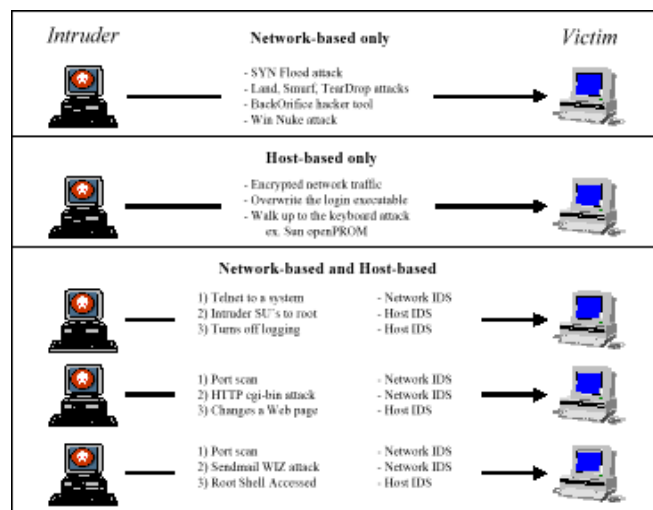 Intruder
Network-based only
Victim
- SYN Flood attack
- Land, Smurf, TearDrop attacks
- BackOrifice hacker tool
- Win Nuke attack
Host-based only
- Encrypted network traffic
- Overwrite the login executable
- Walk up to the keyboard attack
ex. Sun openPROM
Network-based and Host-based
1) Telnet to a system - Network IDS
2) Intruder SU's to root - Host IDS
3) Turns off logging - Host IDS
1) Port scan - Network IDS
2) HTTP cgi-bin attack - Network IDS
3) Changes a Web page - Host IDS
1) Port scan - Network IDS
2) Sendmail WIZ attack - Network IDS
3) Root Shell Accessed - Host IDS